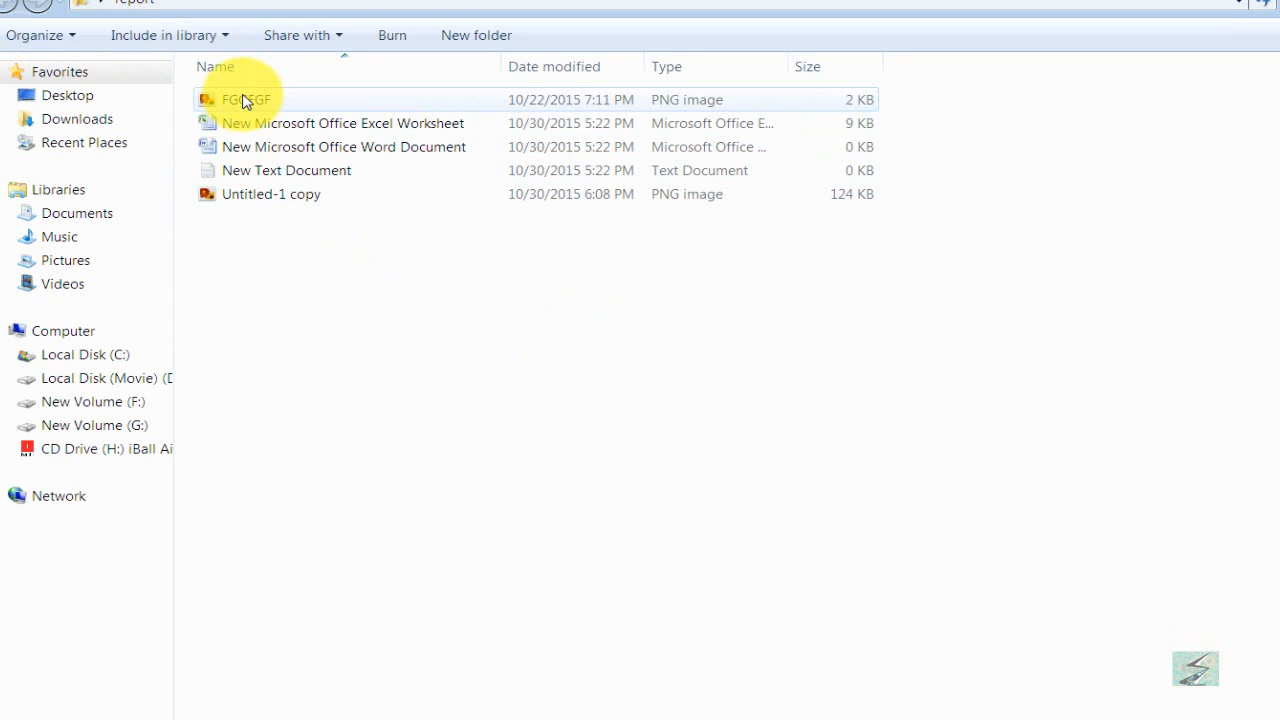 report
Organize Include in library Share with Burn New folder
Name Date modified Type Size
Favorites
Desktop
Downloads
Recent Places
Libraries
Documents
Music
Pictures
Videos
Computer
Local Disk (C:)
Local Disk (Movie) (D
New Volume (F:)
New Volume (G:)
CD Drive (H:) iBall Ai
Network
10/22/2015 7:11 PM PNG image 2 KB
New Microsoft Office Excel Worksheet 10/30/2015 5:22 PM Microsoft Office E... 9 KB
New Microsoft Office Word Document 10/30/2015 5:22 PM Microsoft Office ... 0 KB
New Text Document 10/30/2015 5:22 PM Text Document 0 KB
Untitled-1 copy 10/30/2015 6:08 PM PNG image 124 KB